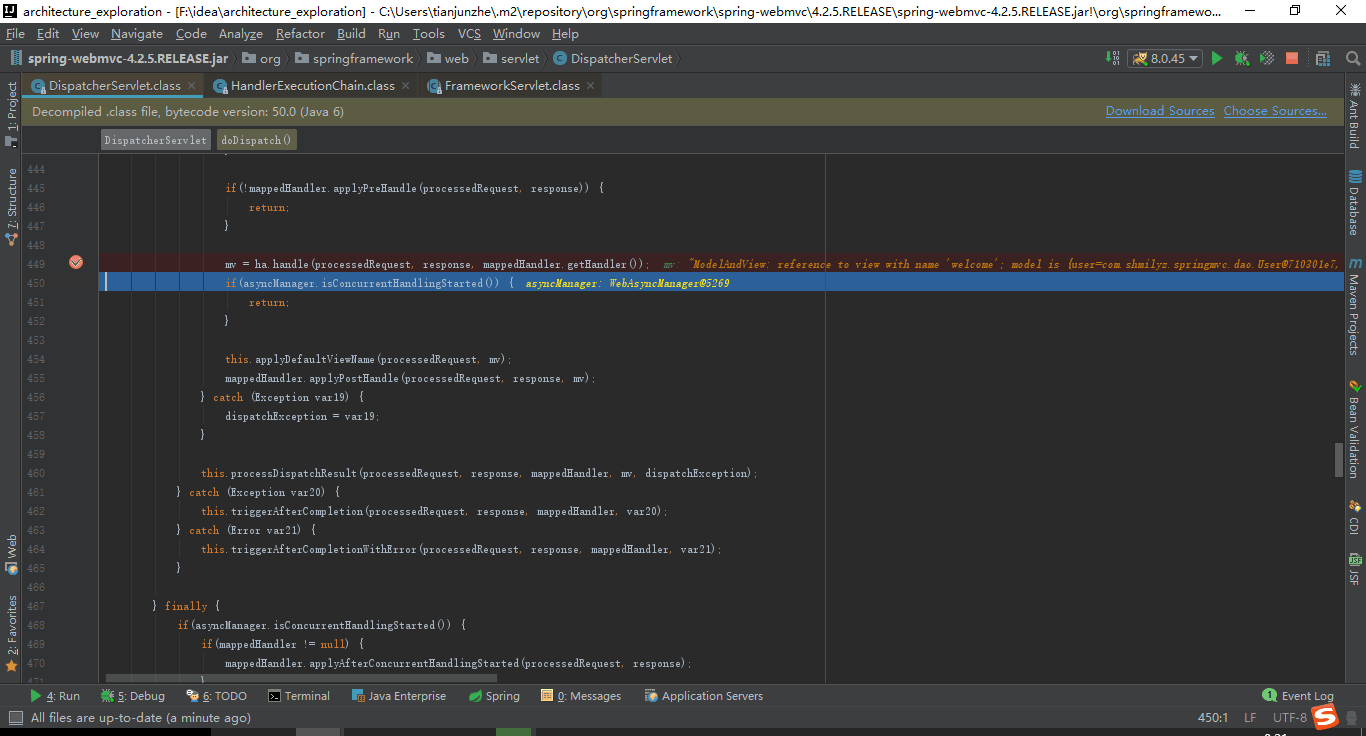 architecture_exploration - [F:\idea\architecture_exploration] - C:\Users\tianjunzhe\.m2\repository\org\springframework\spring-webmvc\4.2.5.RELEASE\spring-webmvc-4.2.5.RELEASE.jar!\org\springframewo...
File Edit View Navigate Code Analyze Refactor Build Run Tools VCS Window Help
spring-webmvc-4.2.5.RELEASE.jar org springframework web servlet DispatcherServlet 8.0.45
DispatcherServlet.class HandlerExecutionChain.class FrameworkServlet.class
Decompiled .class file, bytecode version: 50.0 (Java 6) Download Sources Choose Sources...
DispatcherServlet doDispatch()
444
445 if(!mappedHandler.applyPreHandle(processedRequest, response)) {
446 return;
447 }
448
449 mv = ha.handle(processedRequest, response, mappedHandler.getHandler()); mv: "ModelAndView: reference to view with name 'welcome'; model is {user=com.shmilyz.springmvc.dao.User@710301e7,
450 if(asyncManager.isConcurrentHandlingStarted()) { asyncManager: WebAsyncManager@5269
451 return;
452 }
453
454 this.applyDefaultViewName(processedRequest, mv);
455 mappedHandler.applyPostHandle(processedRequest, response, mv);
456 } catch (Exception var19) {
457 dispatchException = var19;
458 }
459
460 this.processDispatchResult(processedRequest, response, mappedHandler, mv, dispatchException);
461 } catch (Exception var20) {
462 this.triggerAfterCompletion(processedRequest, response, mappedHandler, var20);
463 } catch (Error var21) {
464 this.triggerAfterCompletionWithError(processedRequest, response, mappedHandler, var21);
465 }
466
467 } finally {
468 if(asyncManager.isConcurrentHandlingStarted()) {
469 if(mappedHandler != null) {
470 mappedHandler.applyAfterConcurrentHandlingStarted(processedRequest, response);
471 }
1: Project
7: Structure
Web
2: Favorites
Ant Build
Database
Maven Projects
Bean Validation
CDI
JSF
4: Run 5: Debug 6: TODO Terminal Java Enterprise Spring 0: Messages Application Servers 1 Event Log
All files are up-to-date (a minute ago) 450:1 LF UTF-8